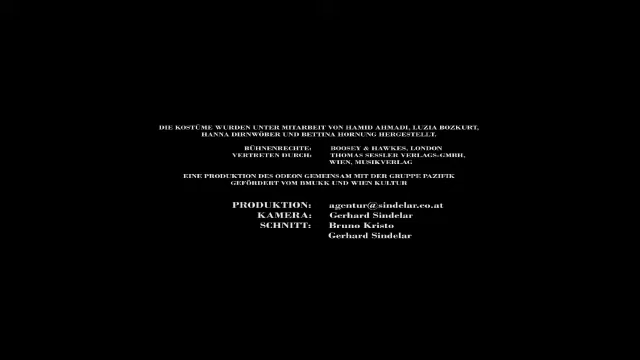 DIE KOSTÜME WURDEN UNTER MITARBEIT VON HAMID AHMADI, LUZIA BOZKURT,
HANNA DIRNWÖBER UND BETTINA HORNUNG HERGESTELLT.
BÜHNENRECHTE: BOOSEY & HAWKES, LONDON
VERTRETEN DURCH: THOMAS SESSLER VERLAGS-GMBH,
WIEN, MUSIKVERLAG
EINE PRODUKTION DES ODEON GEMEINSAM MIT DER GRUPPE PAZIFIK
GEFÖRDERT VOM BMUKK UND WIEN KULTUR
PRODUKTION: agentur@sindelar.co.at
KAMERA: Gerhard Sindelar
SCHNITT: Bruno Kristo
Gerhard Sindelar